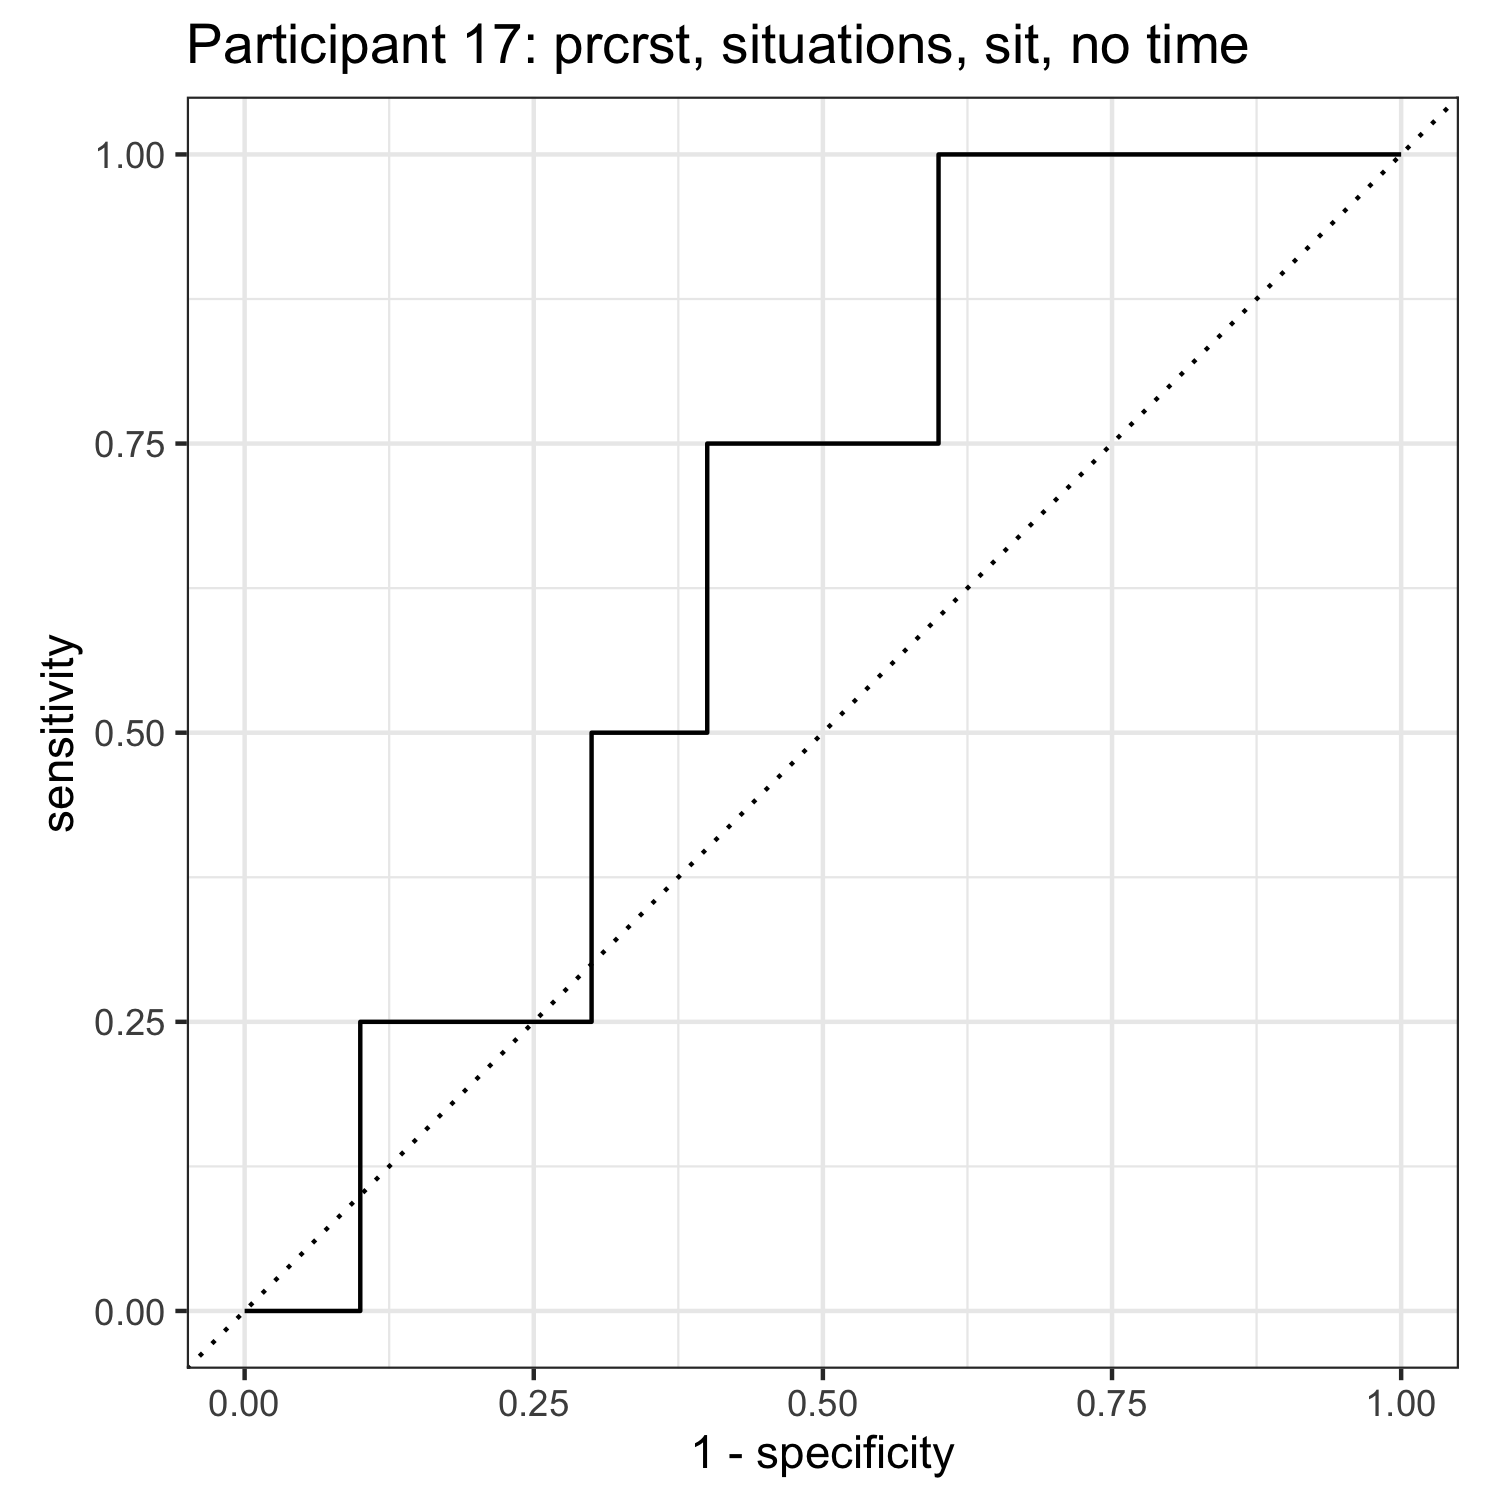 Participant 17: prcrst, situations, sit, no time
1.00
0.75
0.50
0.25
0.00
sensitivity
0.00 0.25 0.50 0.75 1.00
1 - specificity